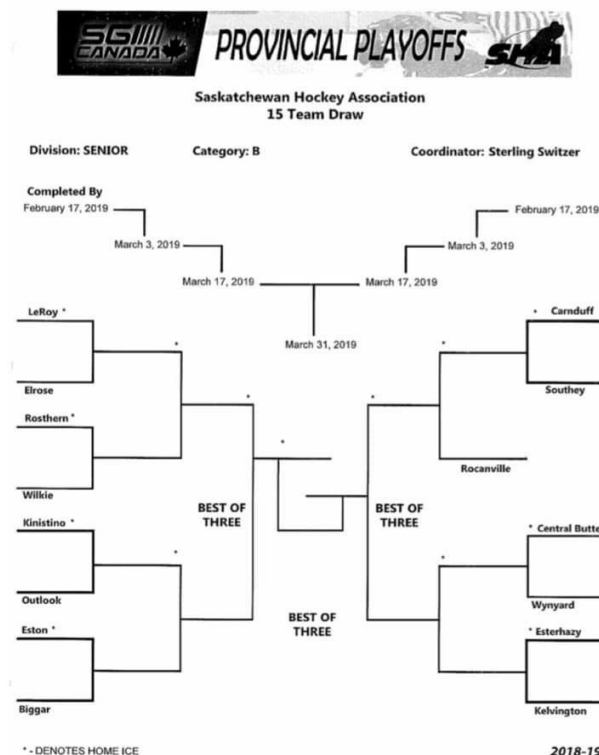 SGI
CANADA
PROVINCIAL PLAYOFFS
SHA
Saskatchewan Hockey Association
15 Team Draw
Division: SENIOR Category: B Coordinator: Sterling Switzer
Completed By
February 17, 2019 February 17, 2019
March 3, 2019 March 3, 2019
March 17, 2019 March 17, 2019
March 31, 2019
LeRoy * * Carnduff
* *
Elrose Southey
* *
Rosthern *
*
Rocanville
Wilkie
BEST OF THREE BEST OF THREE
Kinistino * * Central Butte
* *
Outlook Wynyard
BEST OF
THREE
Eston * * Esterhazy
Biggar Kelvington
* - DENOTES HOME ICE 2018-19